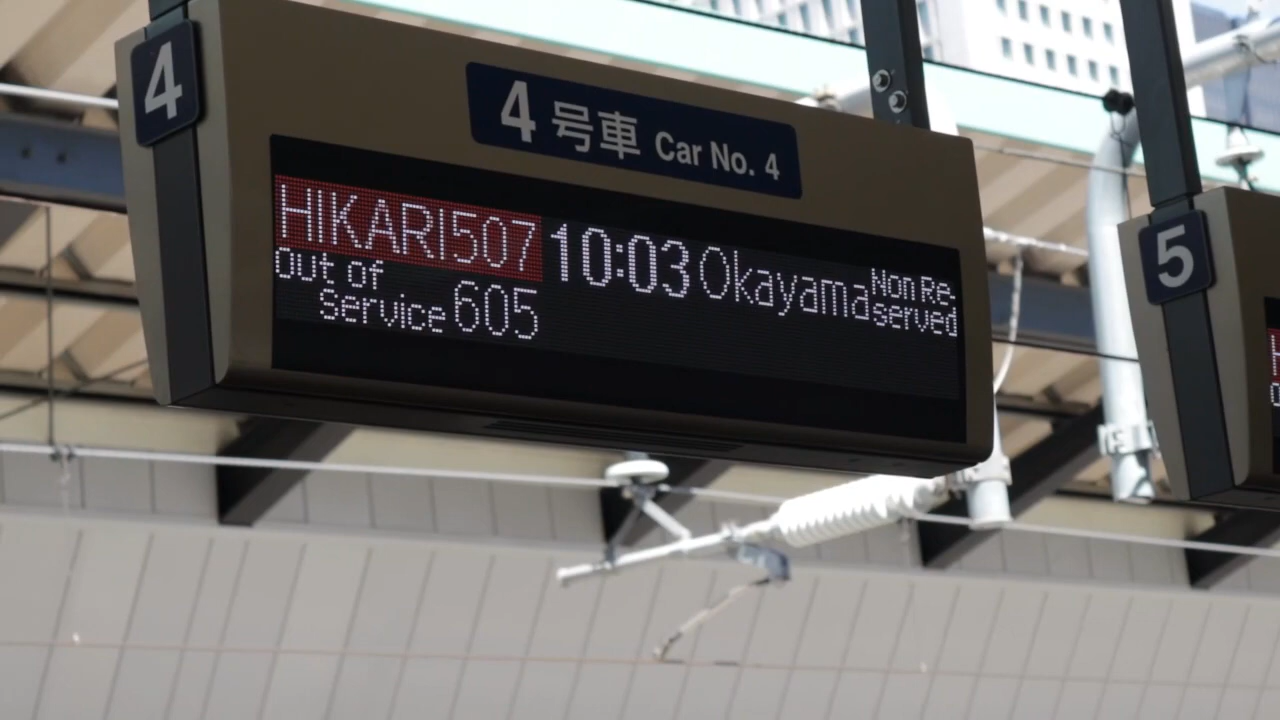 4
4号車 Car No. 4
HIKARI507 10:03 Okayama Non Re-
served
out of
service 605
5